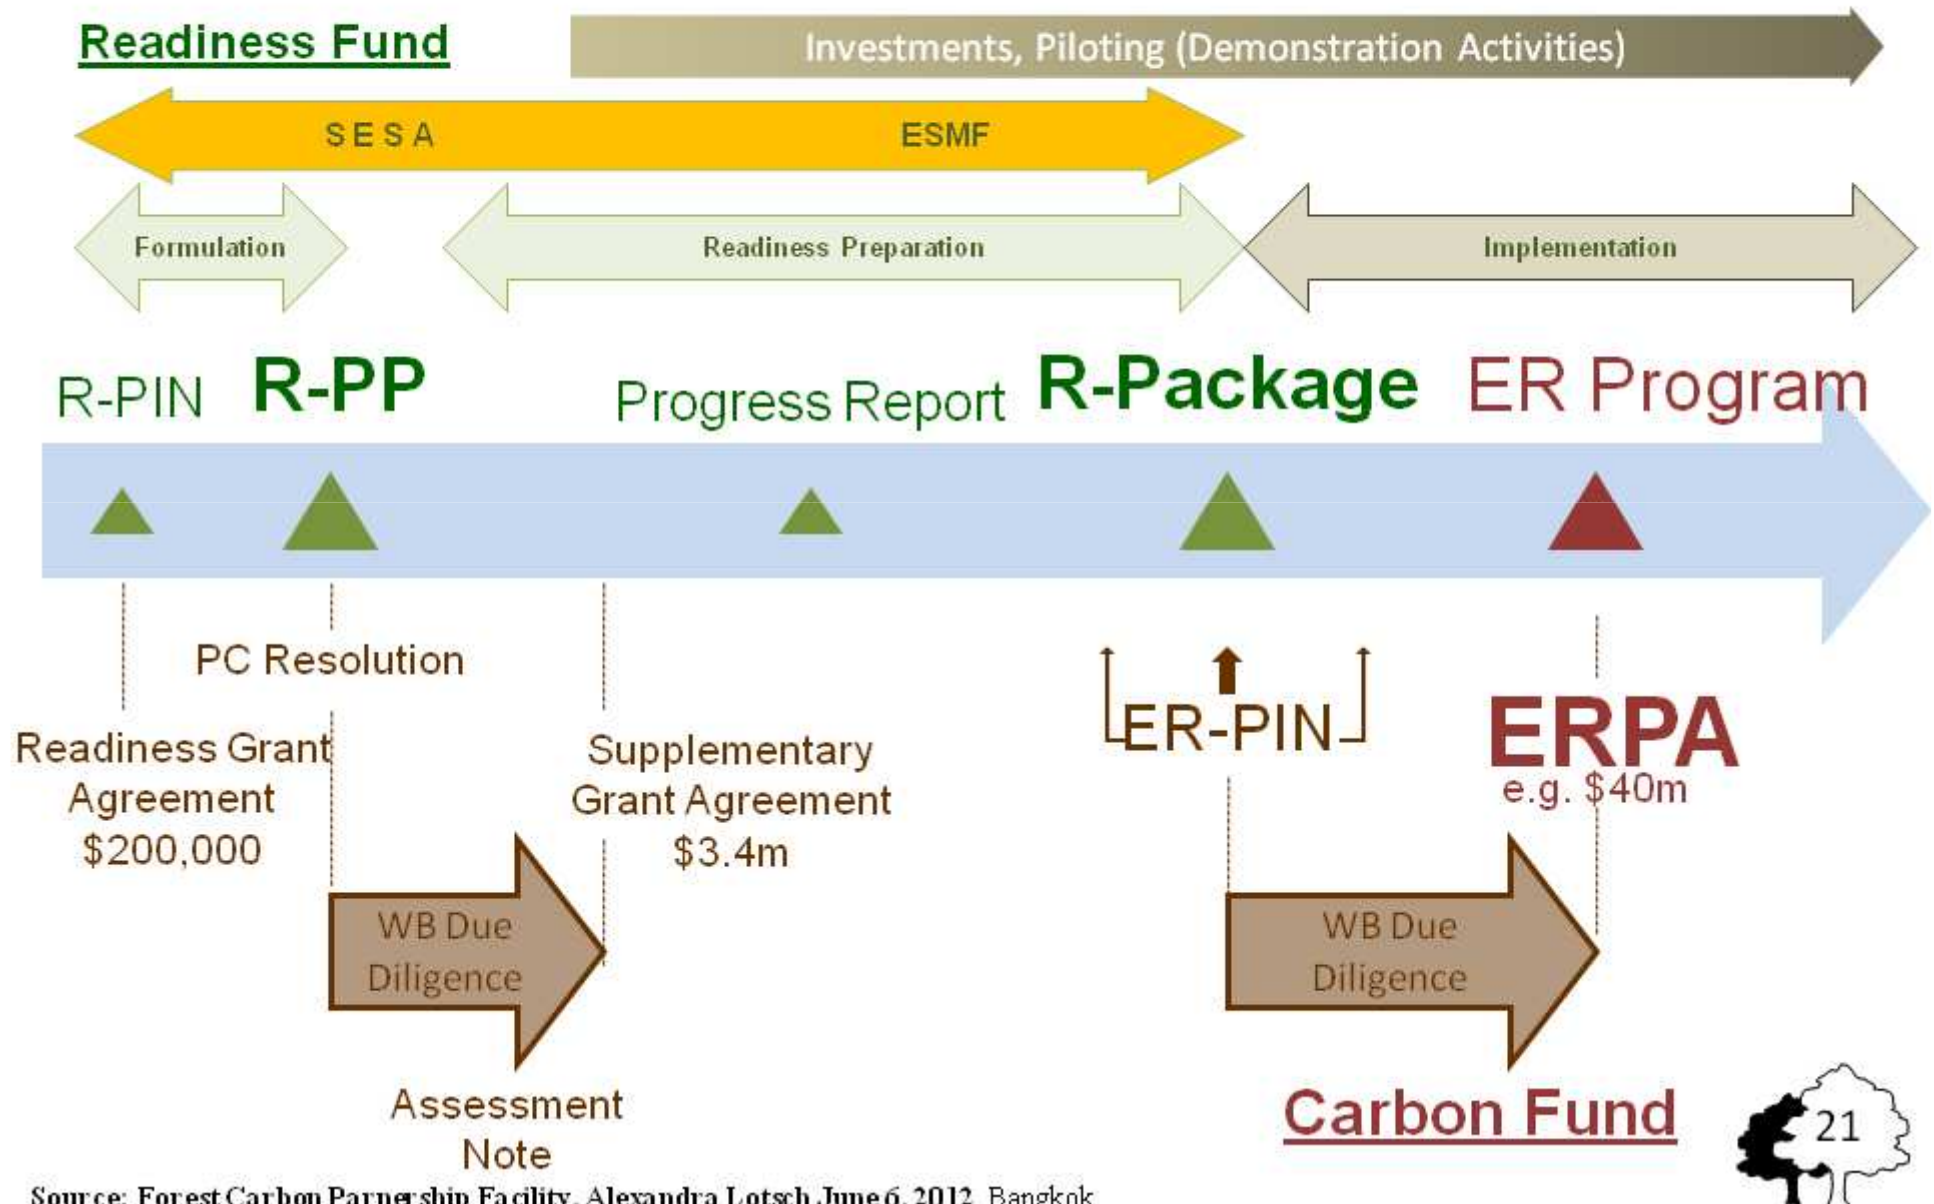 Readiness Fund
Investments, Piloting (Demonstration Activities)
S E S A
ESMF
Formulation
Readiness Preparation
Implementation
R-PIN
R-PP
Progress Report
R-Package
ER Program
PC Resolution
Readiness Grant
Agreement
$200,000
Supplementary
Grant Agreement
$3.4m
ER-PIN
ERPA
e.g. $40m
WB Due
Diligence
WB Due
Diligence
Assessment
Note
Carbon Fund
21
Source: Forest Carbon Parnership Facility, Alexandra Lotsch June 6, 2012, Bangkok